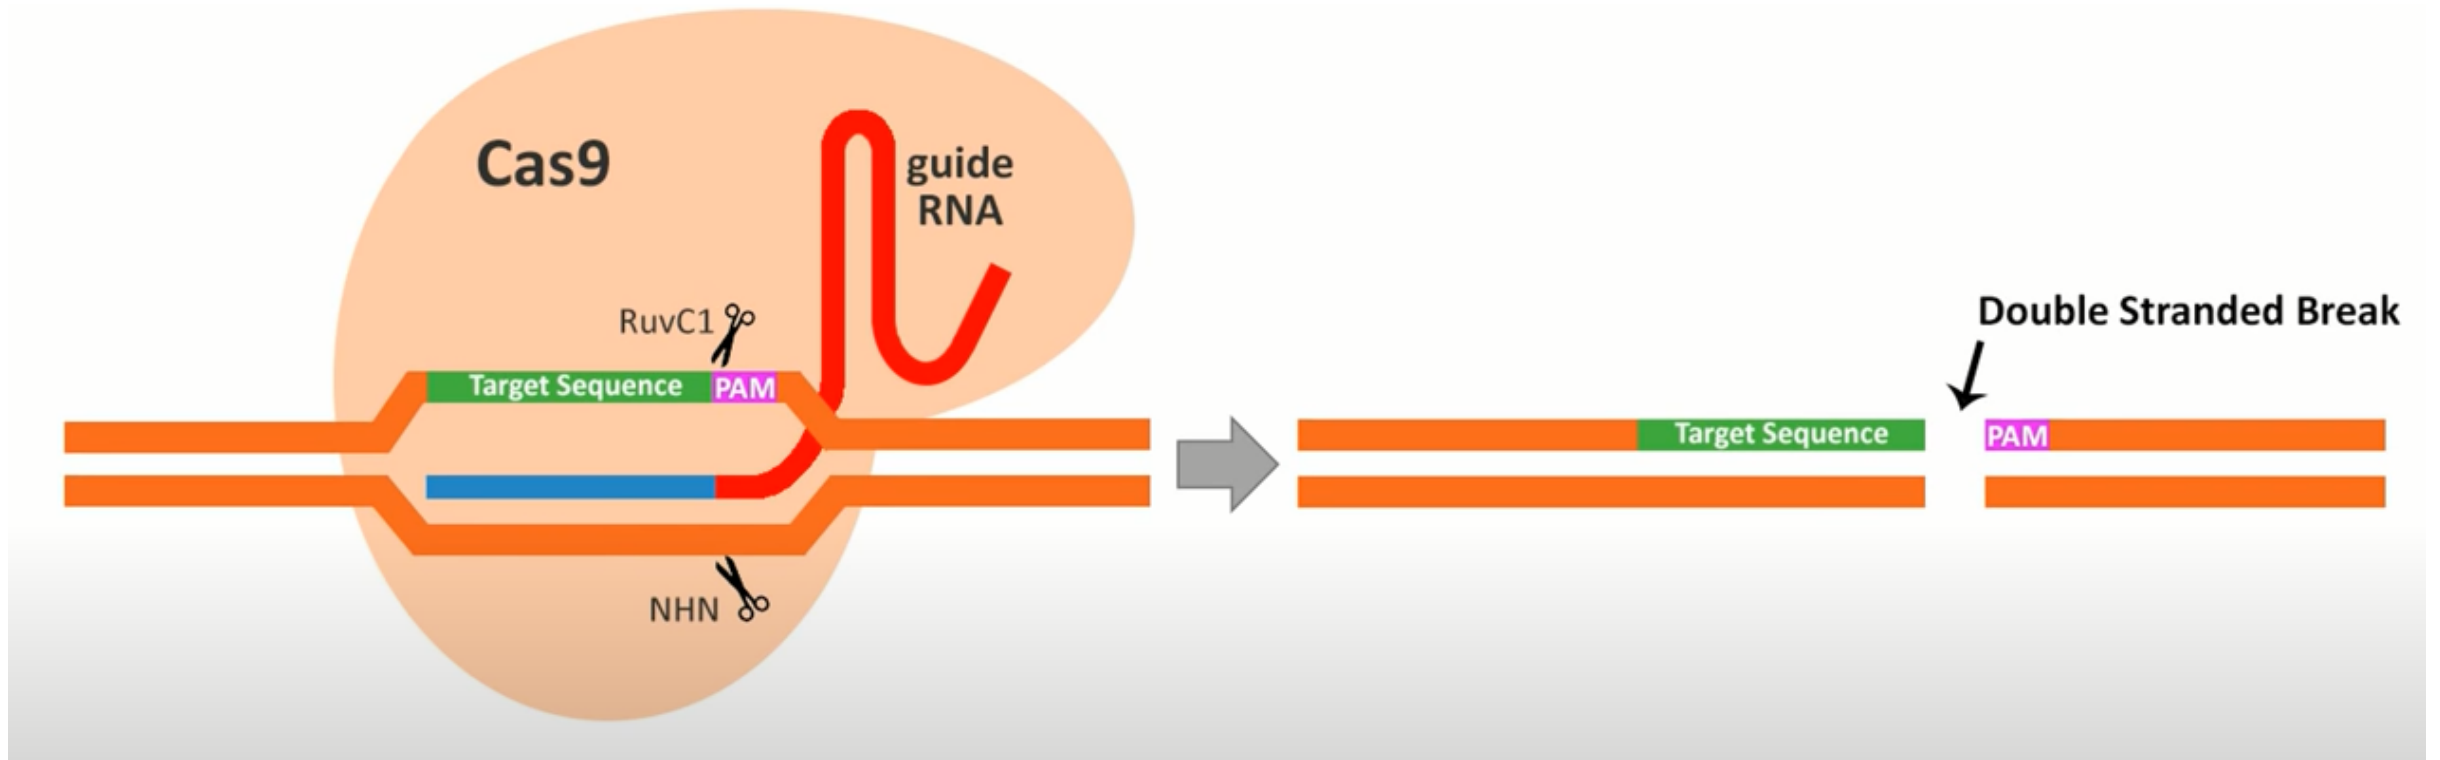 Cas9
guide
RNA
RuvC1
Target Sequence PAM
NHN
Double Stranded Break
Target Sequence
PAM